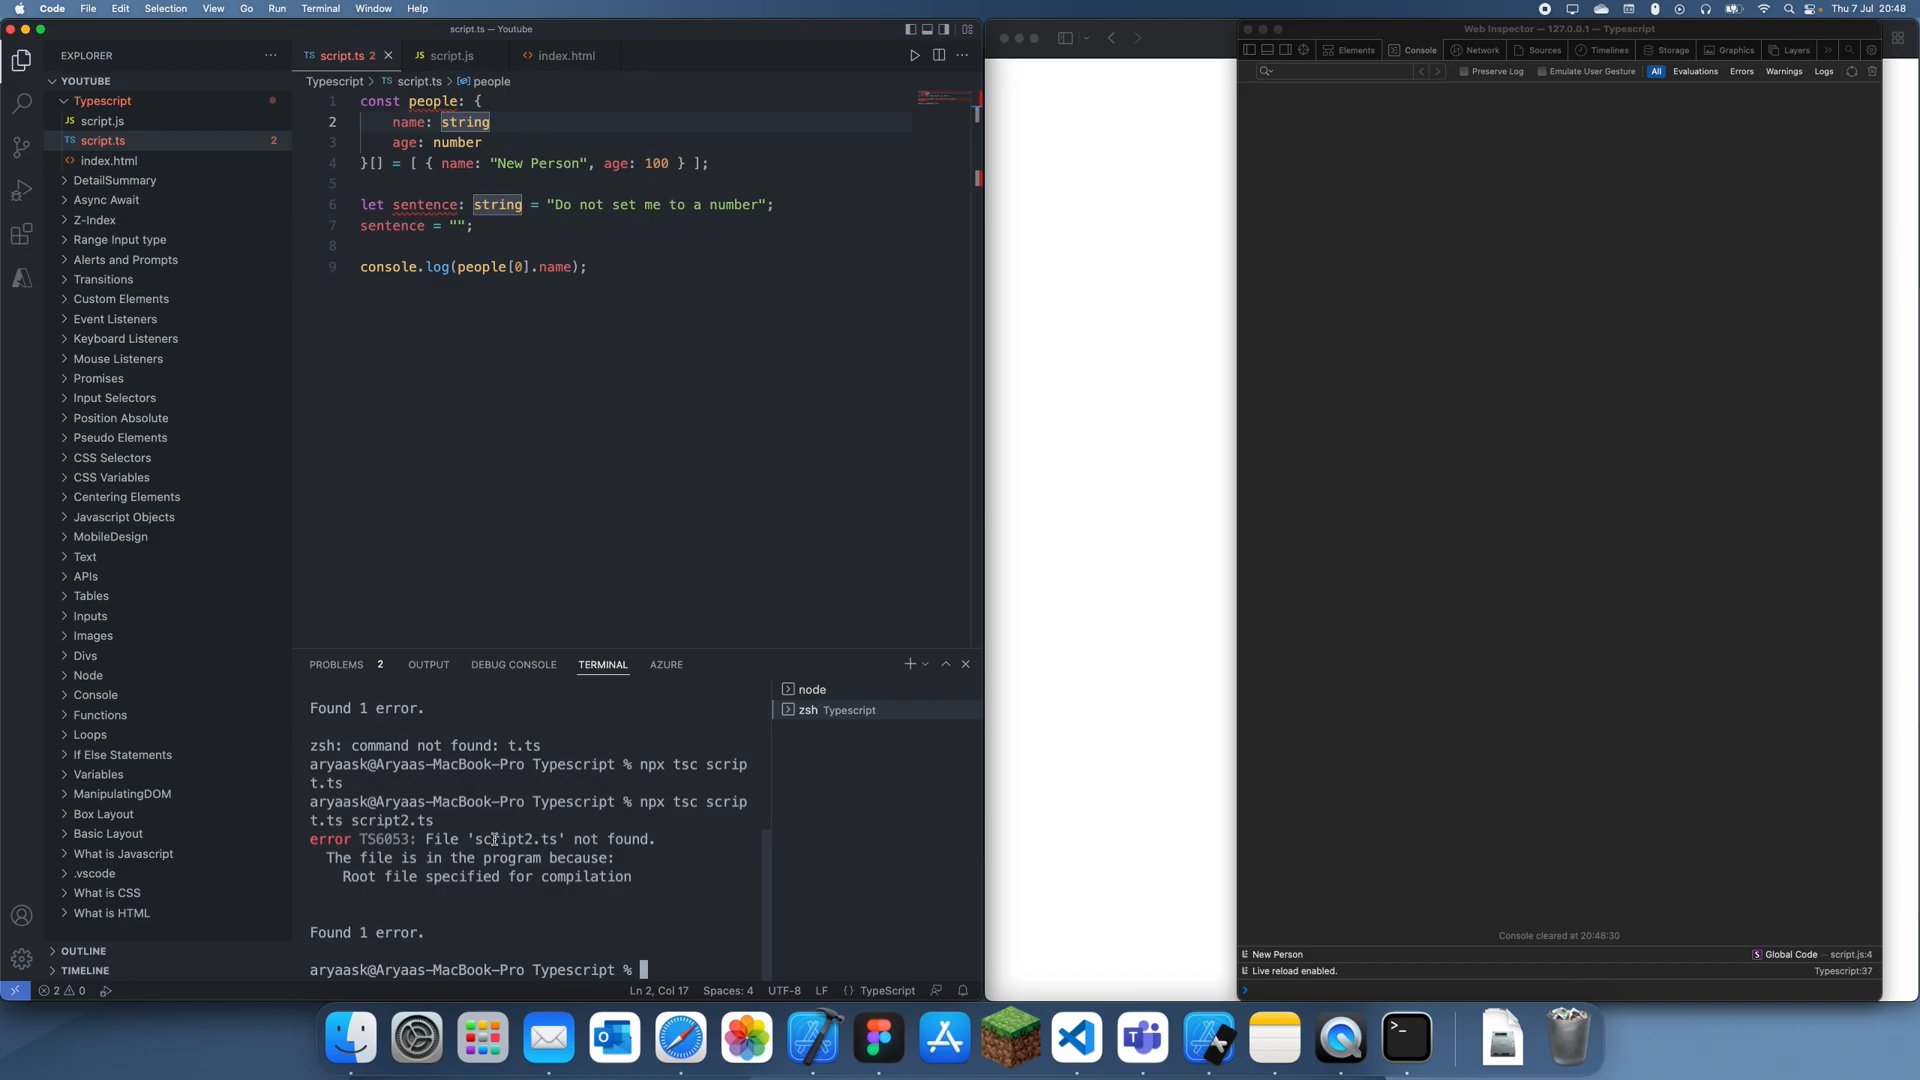 Code File Edit Selection View Go Run Terminal Window Help
Thu 7 Jul 20:48
script.ts — Youtube
EXPLORER
YOUTUBE
Typescript
script.js
script.ts 2
index.html
DetailSummary
Async Await
Z-Index
Range Input type
Alerts and Prompts
Transitions
Custom Elements
Event Listeners
Keyboard Listeners
Mouse Listeners
Promises
Input Selectors
Position Absolute
Pseudo Elements
CSS Selectors
CSS Variables
Centering Elements
Javascript Objects
MobileDesign
Text
APIs
Tables
Inputs
Images
Divs
Node
Console
Functions
Loops
If Else Statements
Variables
ManipulatingDOM
Box Layout
Basic Layout
What is Javascript
.vscode
What is CSS
What is HTML
OUTLINE
TIMELINE
TS script.ts 2 JS script.js <> index.html
Typescript > TS script.ts > people
1 const people: {
2 name: string
3 age: number
4 }[] = [ { name: "New Person", age: 100 } ];
5
6 let sentence: string = "Do not set me to a number";
7 sentence = "";
8
9 console.log(people[0].name);
PROBLEMS 2 OUTPUT DEBUG CONSOLE TERMINAL AZURE
Found 1 error.
zsh: command not found: t.ts
aryaask@Aryaas-MacBook-Pro Typescript % npx tsc scrip
t.ts
aryaask@Aryaas-MacBook-Pro Typescript % npx tsc scrip
t.ts script2.ts
error TS6053: File 'script2.ts' not found.
The file is in the program because:
Root file specified for compilation
Found 1 error.
aryaask@Aryaas-MacBook-Pro Typescript %
node
zsh Typescript
2 0
Ln 2, Col 17 Spaces: 4 UTF-8 LF {} TypeScript
Web Inspector — 127.0.0.1 — Typescript
Elements Console Network Sources Timelines Storage Graphics Layers
Preserve Log Emulate User Gesture All Evaluations Errors Warnings Logs
Console cleared at 20:48:30
New Person
Global Code — script.js:4
Live reload enabled.
Typescript:37